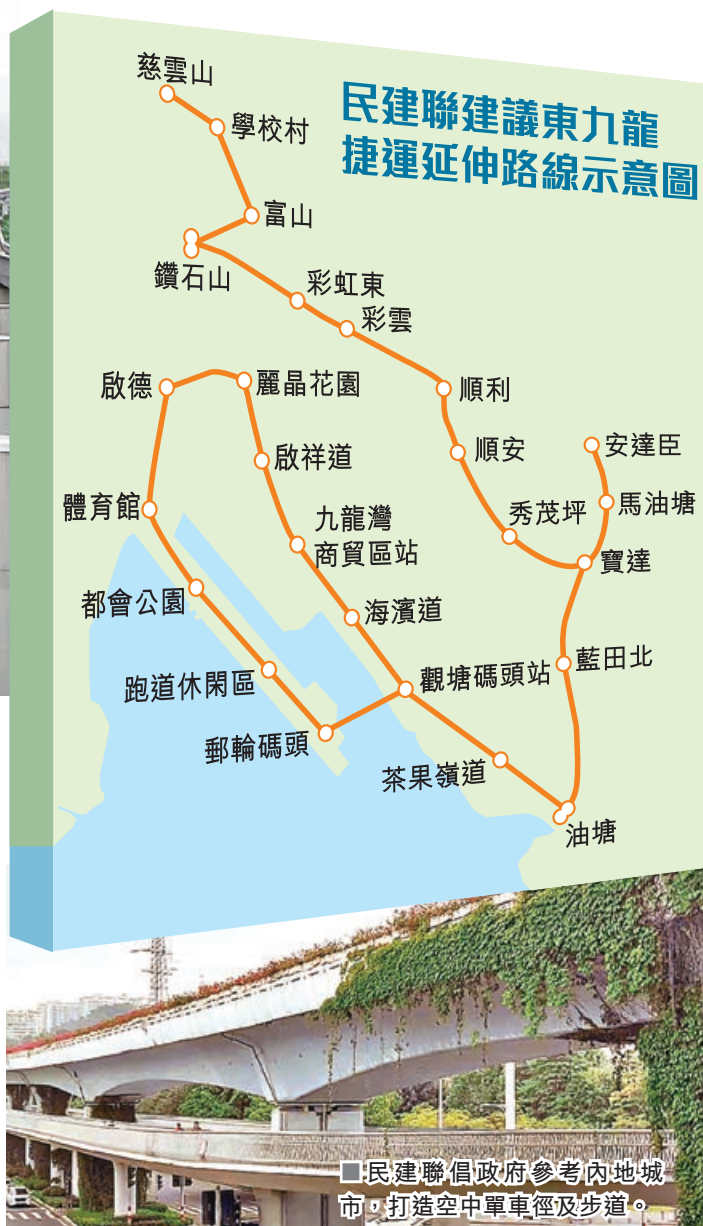 民建聯建議東九龍
捷運延伸路線示意圖
慈雲山
學校村
富山
鑽石山
彩虹東
彩雲
順利
順安
秀茂坪
安達臣
馬油塘
寶達
藍田北
油塘
啟德
麗晶花園
啟祥道
九龍灣
商貿區站
海濱道
觀塘碼頭站
茶果嶺道
體育館
都會公園
跑道休閑區
郵輪碼頭
■民建聯倡政府參考內地城
市，打造空中單車徑及步道。